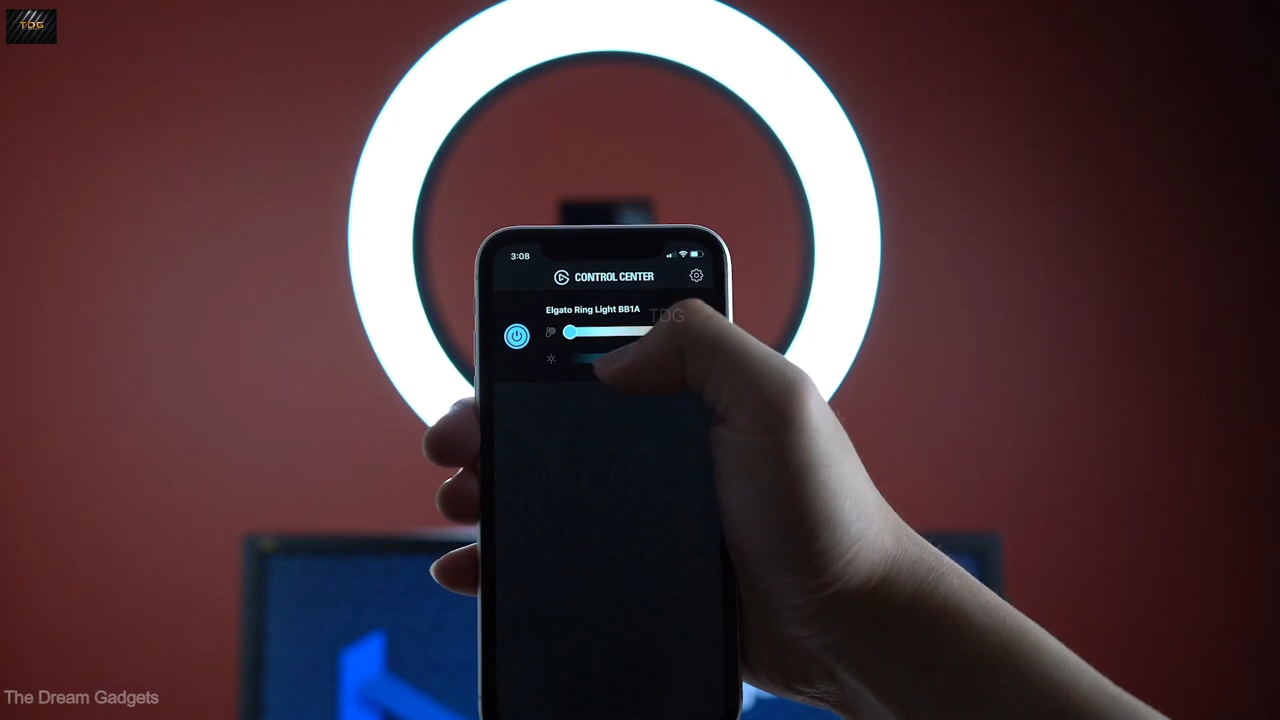 TDG
3:08
CONTROL CENTER
Elgato Ring Light BB1A
TDG
The Dream Gadgets